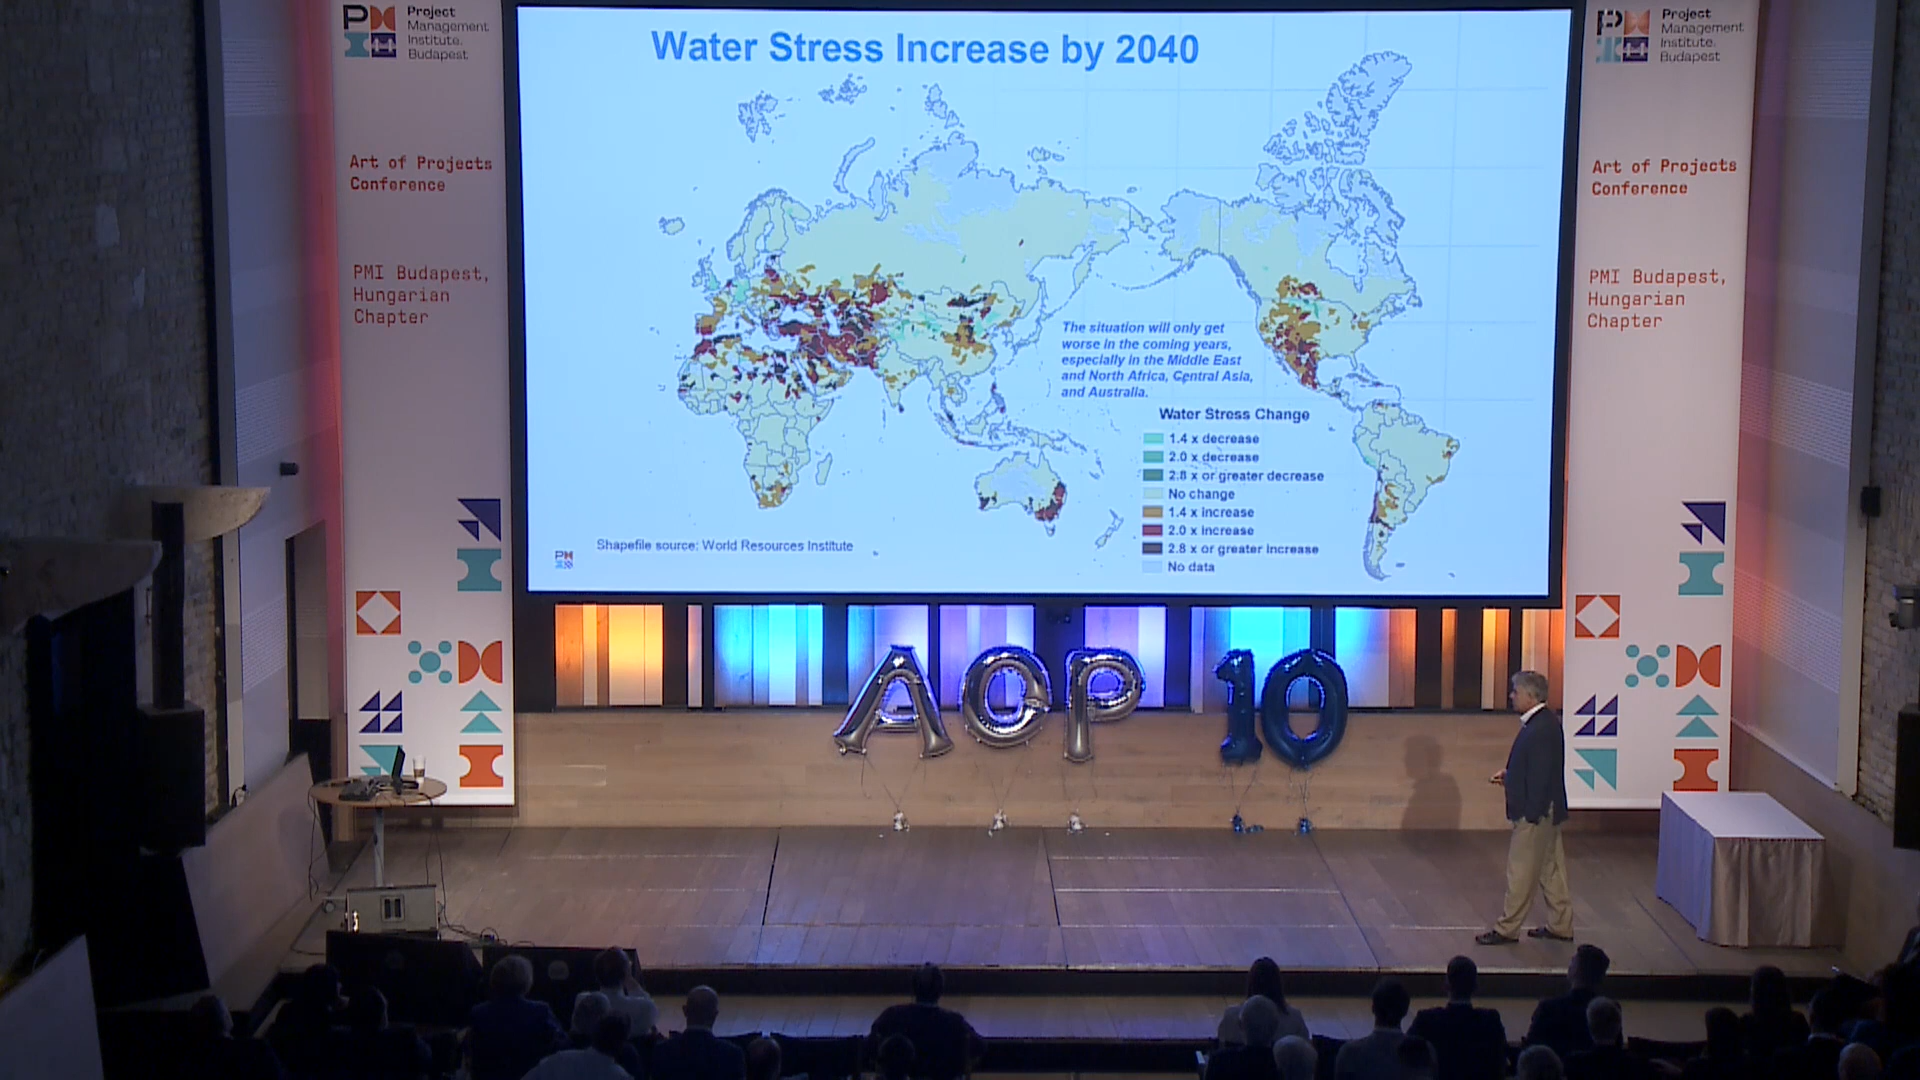 Project
Management
Institute.
Budapest
Art of Projects
Conference
PMI Budapest,
Hungarian
Chapter
Water Stress Increase by 2040
The situation will only get
worse in the coming years,
especially in the Middle East
and North Africa, Central Asia,
and Australia.
Water Stress Change
1.4 x decrease
2.0 x decrease
2.8 x or greater decrease
No change
1.4 x increase
2.0 x increase
2.8 x or greater increase
No data
Shapefile source: World Resources Institute
AOP 10
Project
Management
Institute.
Budapest
Art of Projects
Conference
PMI Budapest,
Hungarian
Chapter